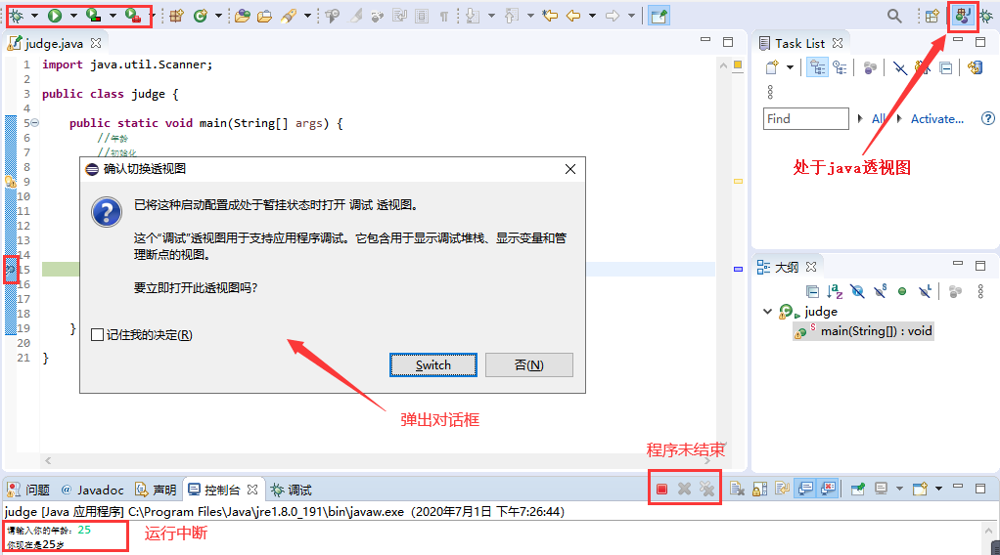 judge.java
Task List
1 import java.util.Scanner;
2
3 public class judge {
4
5 public static void main(String[] args) {
6 //年龄
7 //初始化
8
9
10
11
12
13
14
15
16
17
18
19 }
20
21 }
确认切换透视图
已将这种启动配置成处于暂挂状态时打开 调试 透视图。
这个“调试”透视图用于支持应用程序调试。它包含用于显示调试堆栈、显示变量和管
理断点的视图。
要立即打开此透视图吗?
记住我的决定(R)
Switch
否(N)
弹出对话框
Find
All
Activate...
处于java透视图
大纲
judge
main(String[]) : void
程序未结束
问题
@ Javadoc
声明
控制台
调试
judge [Java 应用程序] C:\Program Files\Java\jre1.8.0_191\bin\javaw.exe (2020年7月1日 下午7:26:44)
请输入你的年龄：25
你现在是25岁
运行中断